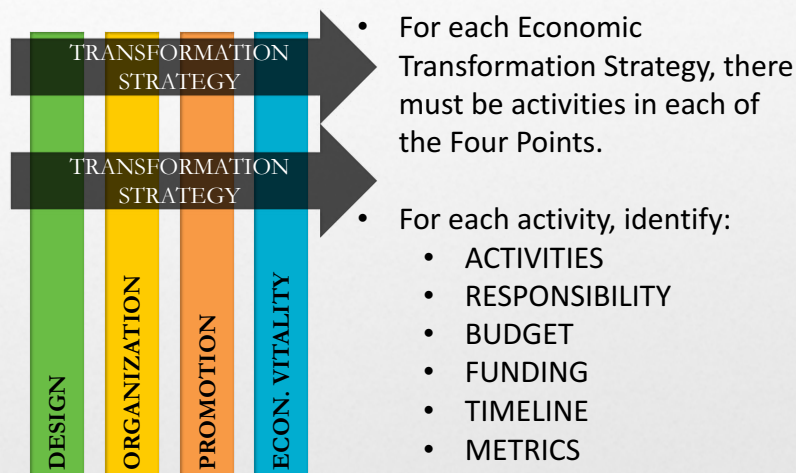 TRANSFORMATION
STRATEGY
TRANSFORMATION
STRATEGY
DESIGN
ORGANIZATION
PROMOTION
ECON. VITALITY
• For each Economic
Transformation Strategy, there
must be activities in each of
the Four Points.
• For each activity, identify:
• ACTIVITIES
• RESPONSIBILITY
• BUDGET
• FUNDING
• TIMELINE
• METRICS